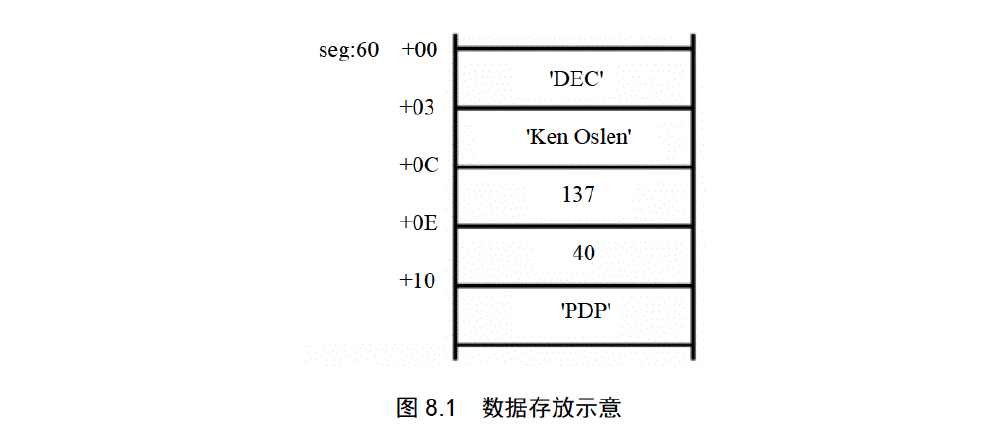 seg:60 +00
'DEC'
+03
'Ken Oslen'
+0C
137
+0E
40
+10
'PDP'
图 8.1 数据存放示意